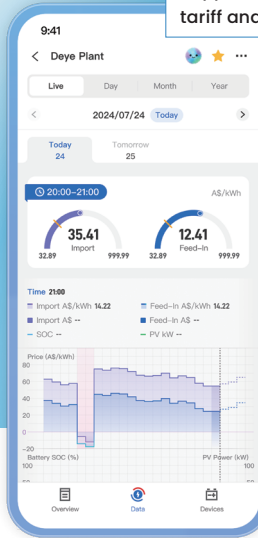 tariff and
9:41
Deye Plant
Live Day Month Year
2024/07/24 Today
Today Tomorrow
24 25
20:00-21:00 A$/kWh
35.41 12.41
Import Feed-In
32.89 999.99 32.89 999.99
Time 21:00
Import A$/kWh 14.22 Feed-In A$/kWh 14.22
Import A$ -- Feed-In A$ --
SOC -- PV kW --
Price (A$/kWh)
80
60
40
20
0
-20
Battery SOC (%) PV Power (kW)
100 100
Overview Data Devices